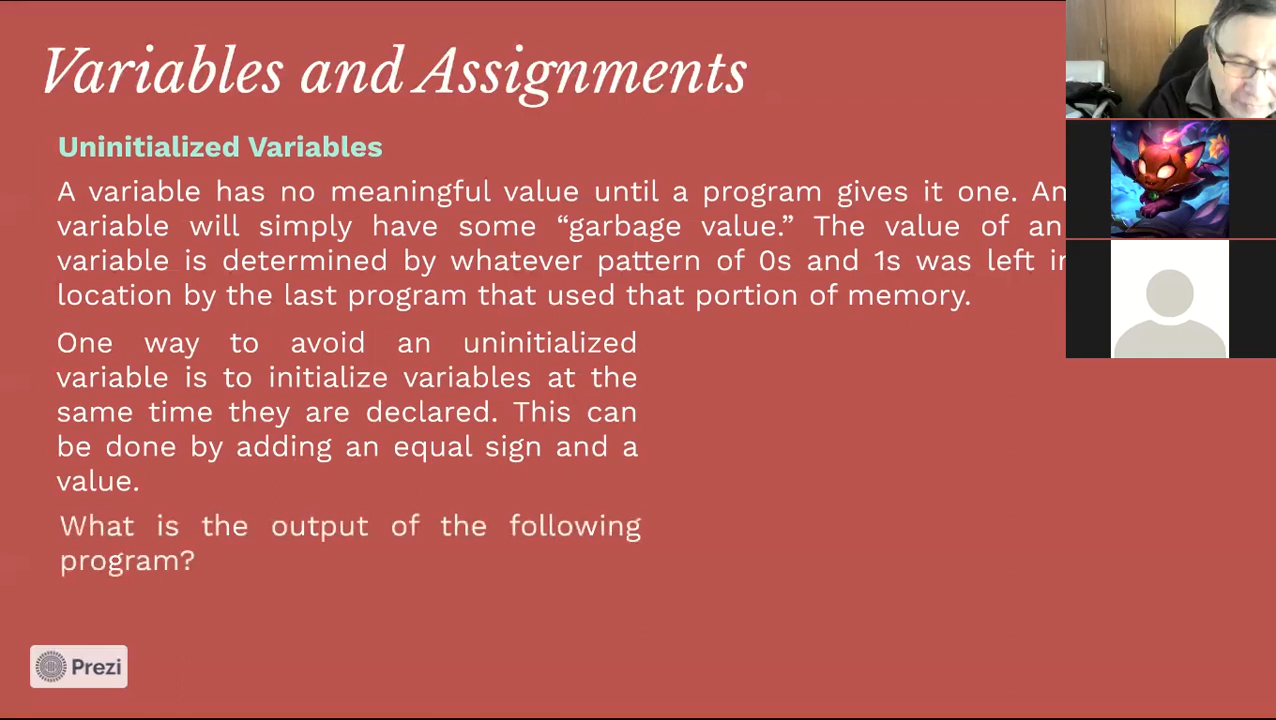 Variables and Assignments
Uninitialized Variables
A variable has no meaningful value until a program gives it one. An
variable will simply have some “garbage value.” The value of an
variable is determined by whatever pattern of 0s and 1s was left in
location by the last program that used that portion of memory.
One way to avoid an uninitialized
variable is to initialize variables at the
same time they are declared. This can
be done by adding an equal sign and a
value.
What is the output of the following
program?
Prezi